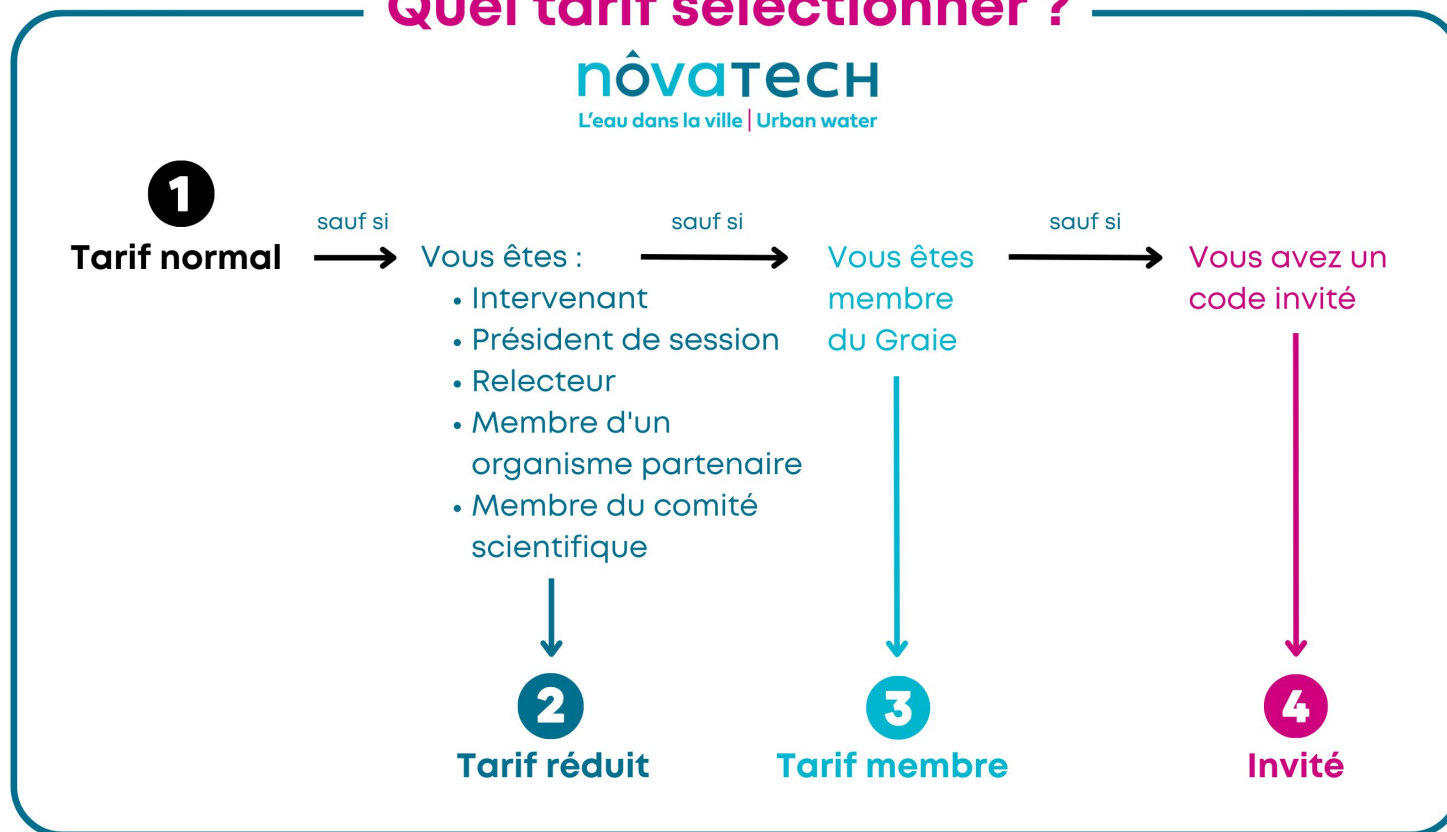 Quel tarif sélectionner ?
nôvatech
L'eau dans la ville | Urban water
1
Tarif normal
sauf si
Vous êtes :
• Intervenant
• Président de session
• Relecteur
• Membre d'un
organisme partenaire
• Membre du comité
scientifique
2
Tarif réduit
sauf si
Vous êtes
membre
du Graie
3
Tarif membre
sauf si
Vous avez un
code invité
4
Invité